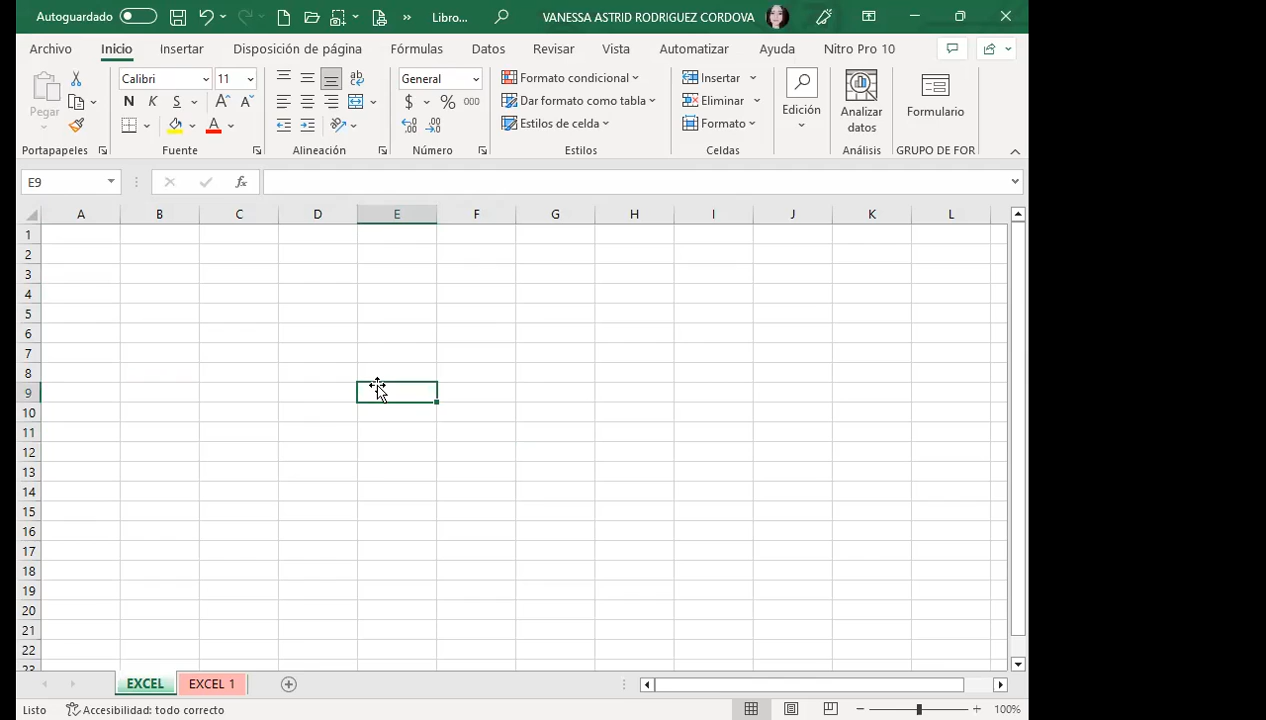 Autoguardado Libro... VANESSA ASTRID RODRIGUEZ CORDOVA
Archivo Inicio Insertar Disposición de página Fórmulas Datos Revisar Vista Automatizar Ayuda Nitro Pro 10
Pegar
Portapapeles
Calibri 11
N K S
Fuente
ab
Alineación
General
$ % 000
Número
Formato condicional
Dar formato como tabla
Estilos de celda
Estilos
Insertar
Eliminar
Formato
Celdas
Edición
Analizar
datos
Análisis
Formulario
GRUPO DE FOR
E9 fx
A B C D E F G H I J K L
1
2
3
4
5
6
7
8
9
10
11
12
13
14
15
16
17
18
19
20
21
22
23
EXCEL EXCEL 1
Listo Accesibilidad: todo correcto 100%